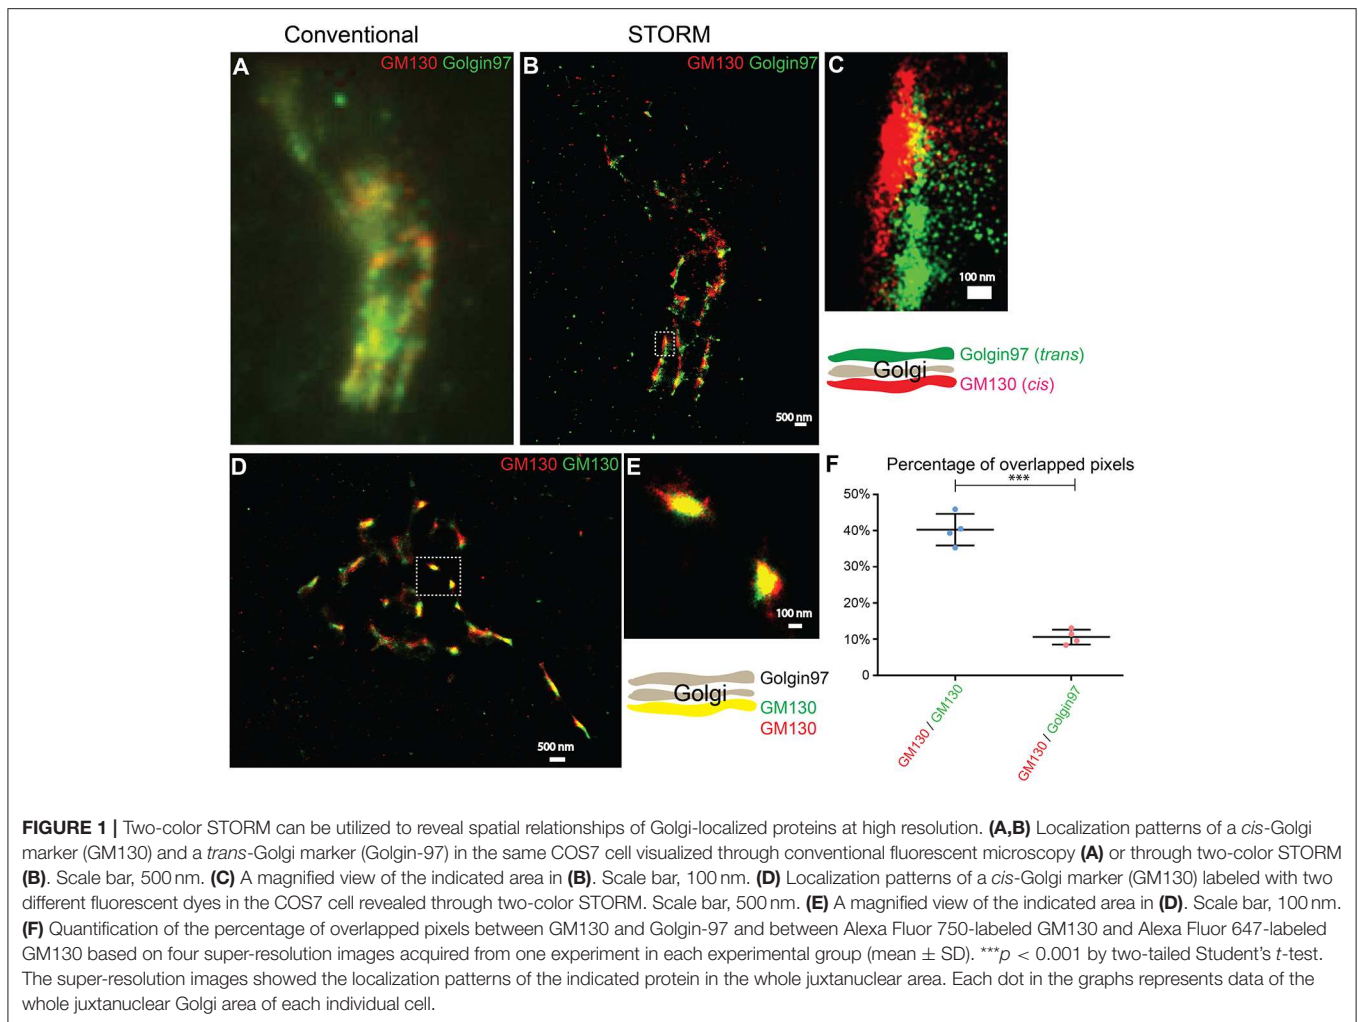 Conventional
STORM
A
GM130 Golgin97
B
GM130 Golgin97
500 nm
C
100 nm
Golgin97 (trans)
Golgi
GM130 (cis)
D
GM130 GM130
500 nm
E
100 nm
Golgin97
Golgi
GM130
GM130
F
Percentage of overlapped pixels
***
50%
40%
30%
20%
10%
0
GM130 / GM130
GM130 / Golgin97
FIGURE 1 | Two-color STORM can be utilized to reveal spatial relationships of Golgi-localized proteins at high resolution. (A,B) Localization patterns of a cis-Golgi
marker (GM130) and a trans-Golgi marker (Golgin-97) in the same COS7 cell visualized through conventional fluorescent microscopy (A) or through two-color STORM
(B). Scale bar, 500 nm. (C) A magnified view of the indicated area in (B). Scale bar, 100 nm. (D) Localization patterns of a cis-Golgi marker (GM130) labeled with two
different fluorescent dyes in the COS7 cell revealed through two-color STORM. Scale bar, 500 nm. (E) A magnified view of the indicated area in (D). Scale bar, 100 nm.
(F) Quantification of the percentage of overlapped pixels between GM130 and Golgin-97 and between Alexa Fluor 750-labeled GM130 and Alexa Fluor 647-labeled
GM130 based on four super-resolution images acquired from one experiment in each experimental group (mean ± SD). ***p < 0.001 by two-tailed Student's t-test.
The super-resolution images showed the localization patterns of the indicated protein in the whole juxtanuclear area. Each dot in the graphs represents data of the
whole juxtanuclear Golgi area of each individual cell.